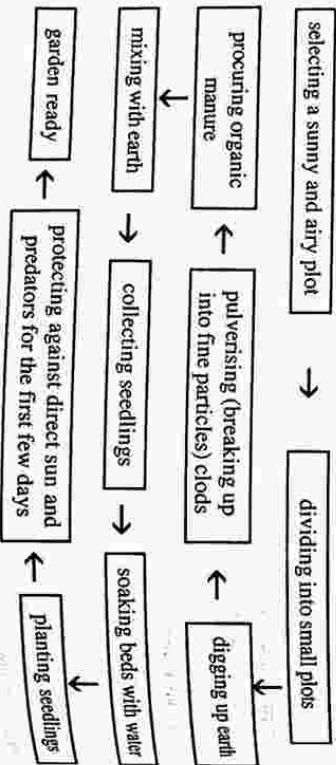 selecting a sunny and airy plot
dividing into small plots
digging up earth
pulverising (breaking up
into fine particles) clods
procuring organic
manure
mixing with earth
collecting seedlings
soaking beds with water
planting seedlings
protecting against direct sun and
predators for the first few days
garden ready